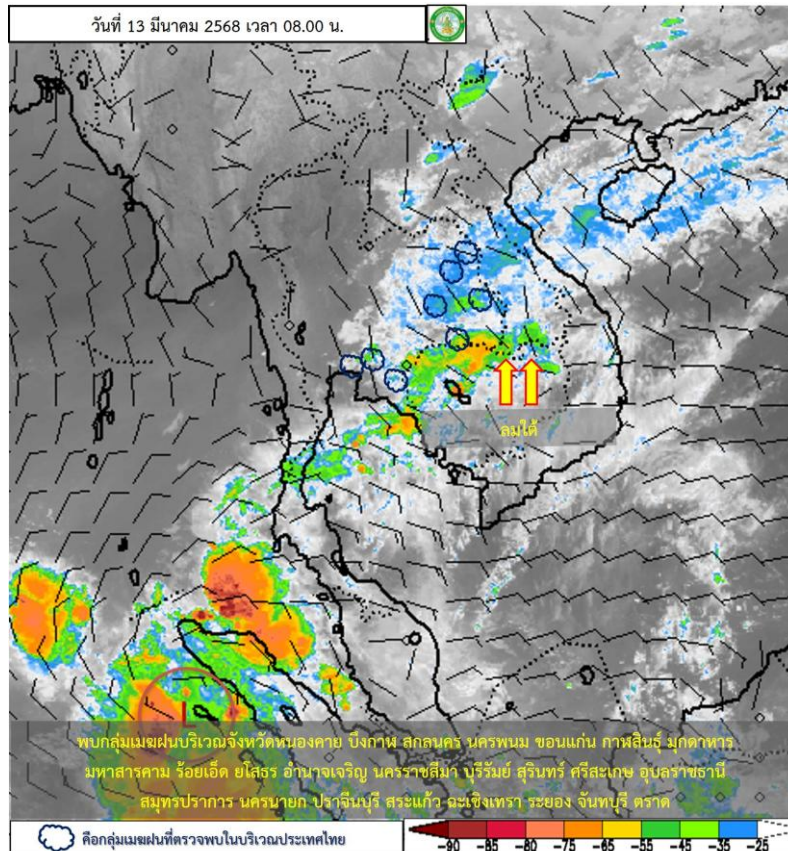 วันที่ 13 มีนาคม 2568 เวลา 08.00 น.
ลมใต้
L
พบกลุ่มเมฆฝนบริเวณจังหวัดหนองคาย บึงกาฬ สกลนคร นครพนม ขอนแก่น กาฬสินธุ์ มุกดาหาร
มหาสารคาม ร้อยเอ็ด ยโสธร อำนาจเจริญ นครราชสีมา บุรีรัมย์ สุรินทร์ ศรีสะเกษ อุบลราชธานี
สมุทรปราการ นครนายก ปราจีนบุรี สระแก้ว ฉะเชิงเทรา ระยอง จันทบุรี ตราด
คือกลุ่มเมฆฝนที่ตรวจพบในบริเวณประเทศไทย
-90 -85 -80 -75 -65 -55 -45 -35 -25